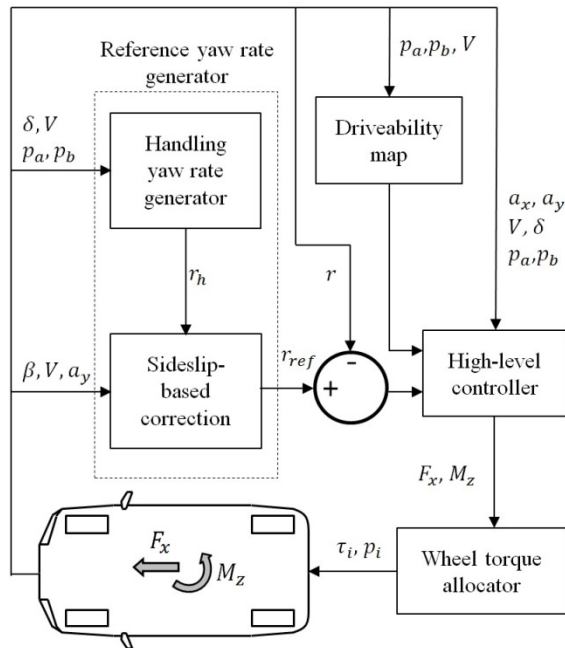 Reference yaw rate
generator
p_a,p_b, V
δ, V
p_a, p_b
Handling
yaw rate
generator
Driveability
map
a_x, a_y
V, δ
p_a,p_b
r_h
r
β, V, a_y
Sideslip-
based
correction
r_ref
+
-
High-level
controller
F_x, M_z
F_x
M_z
τ_i, p_i
Wheel torque
allocator